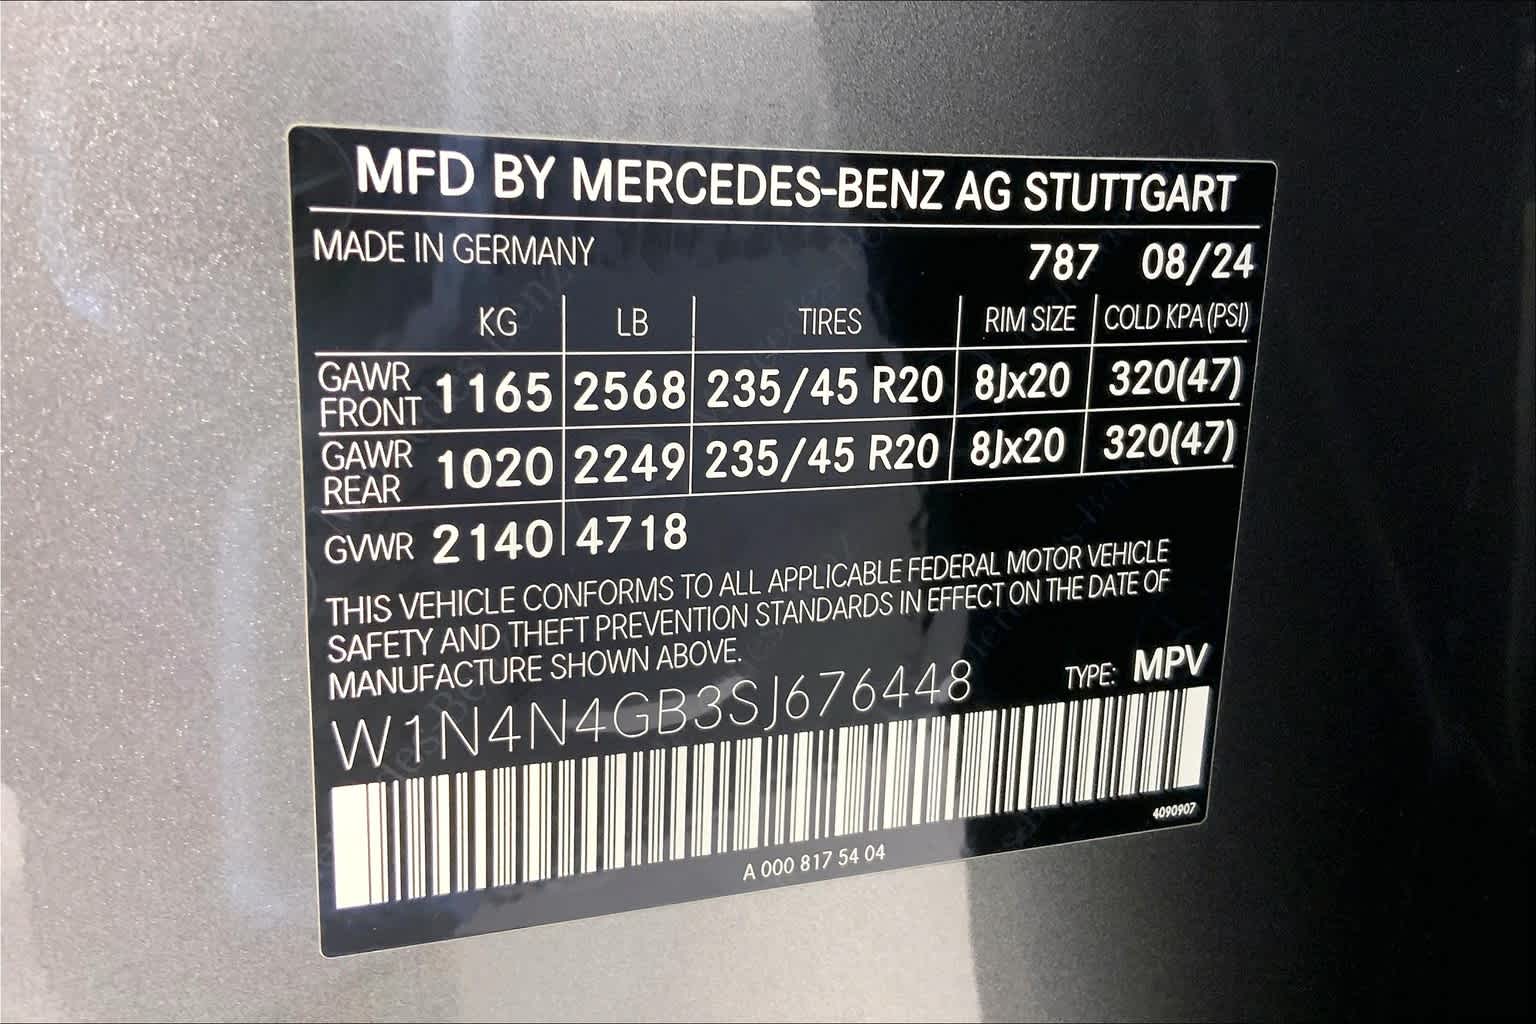 MFD BY MERCEDES-BENZ AG STUTTGART
MADE IN GERMANY 787 08/24
KG LB TIRES RIM SIZE COLD KPA(PSI)
GAWR FRONT 1165 2568 235/45 R20 8Jx20 320(47)
GAWR REAR 1020 2249 235/45 R20 8Jx20 320(47)
GVWR 2140 4718
THIS VEHICLE CONFORMS TO ALL APPLICABLE FEDERAL MOTOR VEHICLE
SAFETY AND THEFT PREVENTION STANDARDS IN EFFECT ON THE DATE OF
MANUFACTURE SHOWN ABOVE.
W1N4N4GB3SJ676448 TYPE: MPV
4090907
A 000 817 54 04